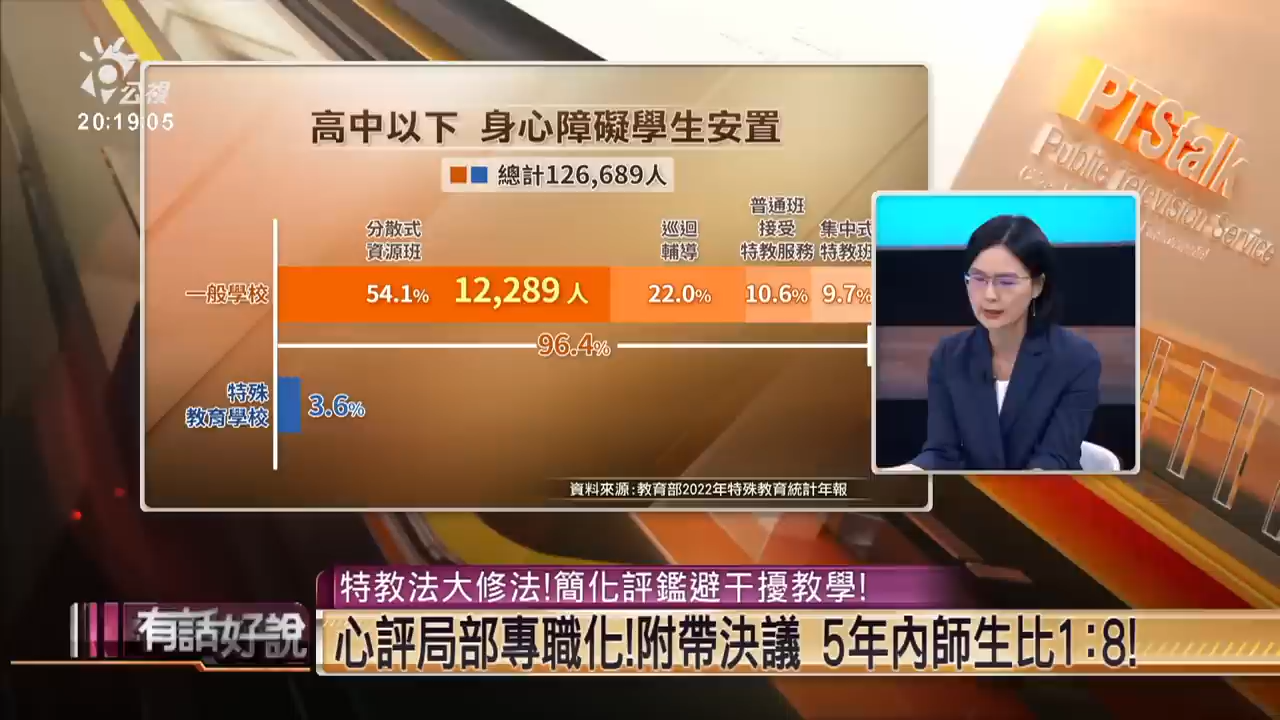 公視
20:19:05
PTStalk
Public Television Service
高中以下 身心障礙學生安置
總計126,689人
分散式
資源班
巡迴
輔導
普通班
接受
特教服務
集中式
特教班
一般學校
54.1% 12,289人 22.0% 10.6% 9.7%
96.4%
特殊
教育學校
3.6%
資料來源:教育部2022年特殊教育統計年報
特教法大修法!簡化評鑑避干擾教學!
有話好說
心評局部專職化!附帶決議 5年內師生比1:8!